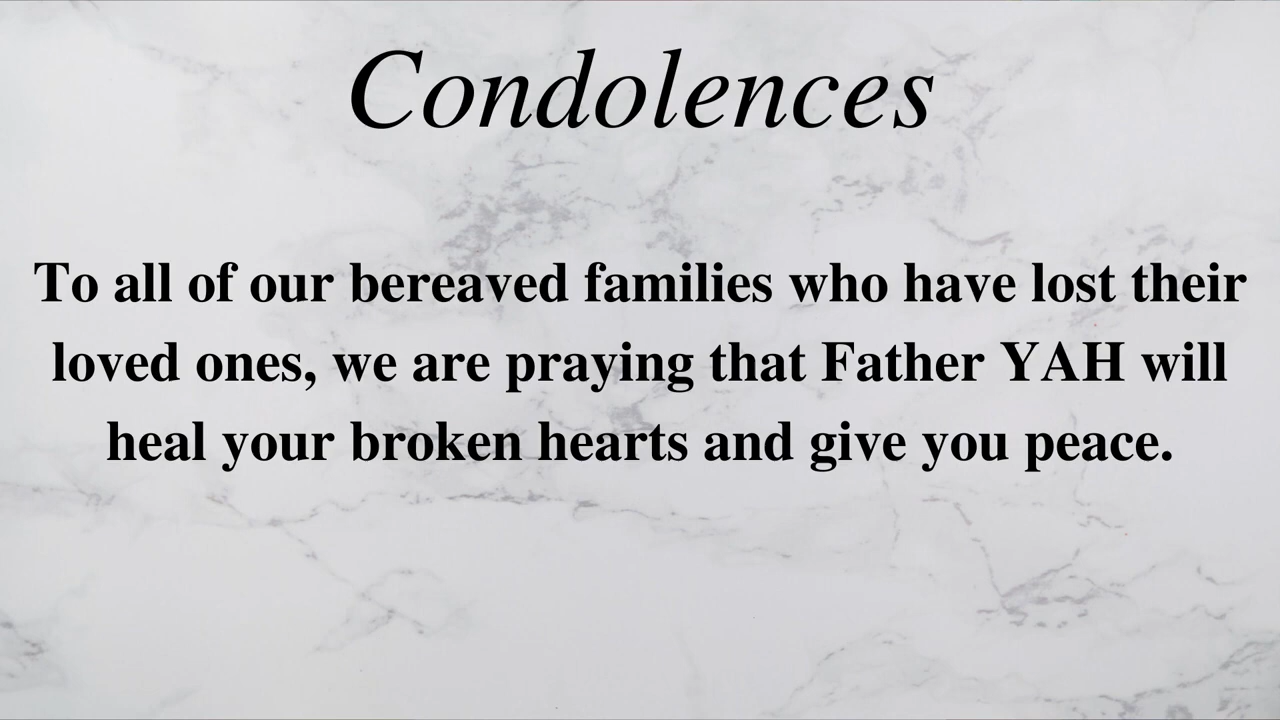 Condolences
To all of our bereaved families who have lost their
loved ones, we are praying that Father YAH will
heal your broken hearts and give you peace.